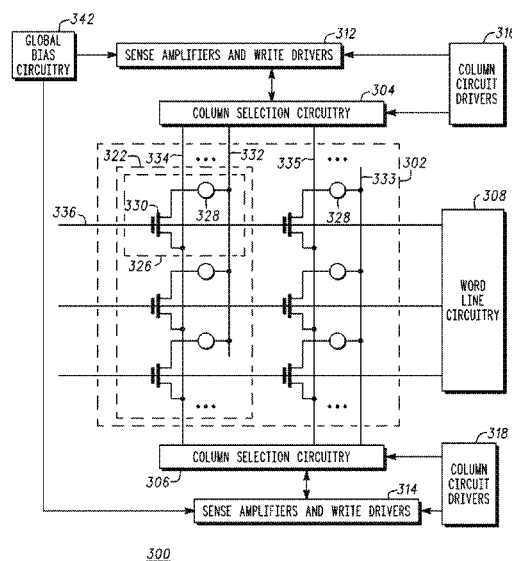 342
GLOBAL
BIAS
CIRCUITRY
312
SENSE AMPLIFIERS AND WRITE DRIVERS
316
COLUMN
CIRCUIT
DRIVERS
304
COLUMN SELECTION CIRCUITRY
322
334
332
335
333
302
336
330
328
328
326
308
WORD
LINE
CIRCUITRY
318
COLUMN SELECTION CIRCUITRY
306
COLUMN
CIRCUIT
DRIVERS
314
SENSE AMPLIFIERS AND WRITE DRIVERS
300